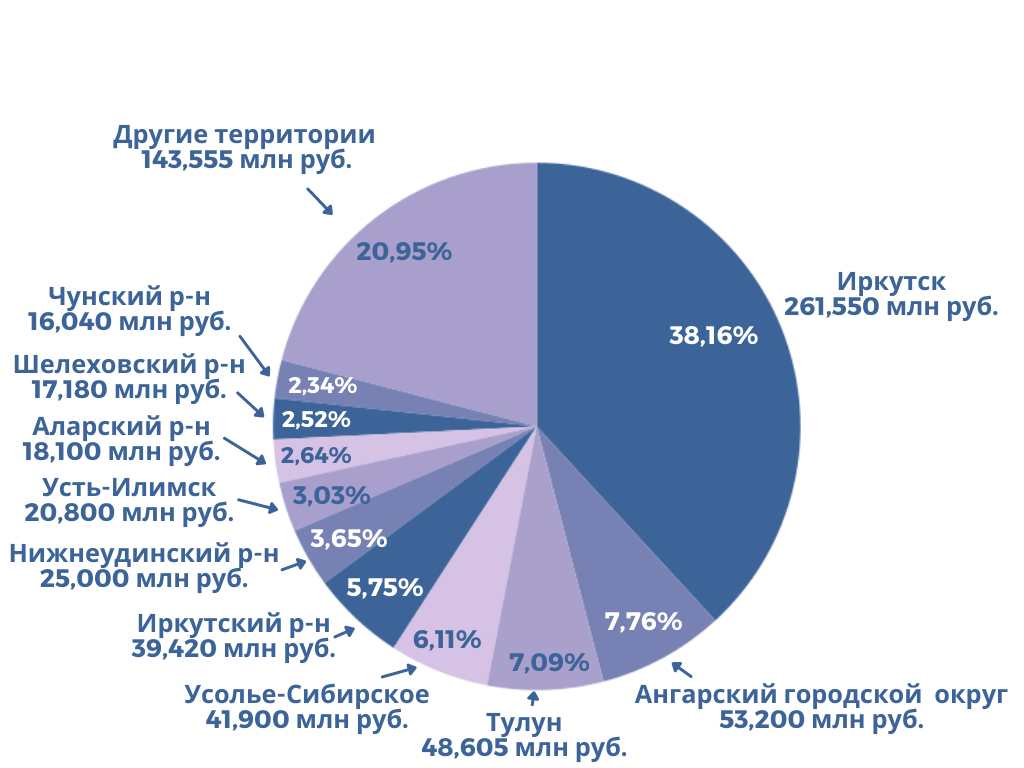 Другие территории
143,555 млн руб.
20,95%
Иркутск
261,550 млн руб.
38,16%
Чунский р-н
16,040 млн руб.
2,34%
Шелеховский р-н
17,180 млн руб.
2,52%
Аларский р-н
18,100 млн руб.
2,64%
Усть-Илимск
20,800 млн руб.
3,03%
Нижнеудинский р-н
25,000 млн руб.
3,65%
Иркутский р-н
39,420 млн руб.
5,75%
Усолье-Сибирское
41,900 млн руб.
6,11%
Тулун
48,605 млн руб.
7,09%
Ангарский городской округ
53,200 млн руб.
7,76%